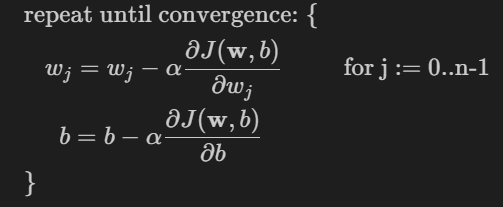 repeat until convergence: {
w_j = w_j − α ∂J(𝐰, b)/∂w_j for j := 0..n-1
b = b − α ∂J(𝐰, b)/∂b
}